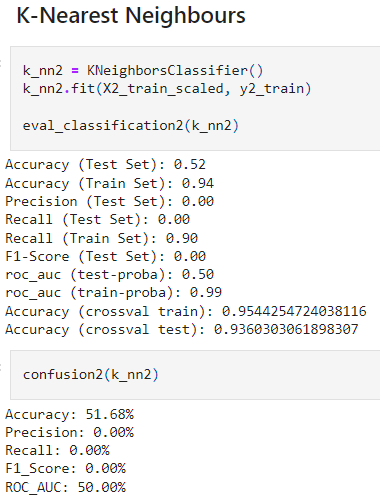 K-Nearest Neighbours
k_nn2 = KNeighborsClassifier()
k_nn2.fit(X2_train_scaled, y2_train)
eval_classification2(k_nn2)
Accuracy (Test Set): 0.52
Accuracy (Train Set): 0.94
Precision (Test Set): 0.00
Recall (Test Set): 0.00
Recall (Train Set): 0.90
F1-Score (Test Set): 0.00
roc_auc (test-proba): 0.50
roc_auc (train-proba): 0.99
Accuracy (crossval train): 0.9544254724038116
Accuracy (crossval test): 0.9360303061898307
confusion2(k_nn2)
Accuracy: 51.68%
Precision: 0.00%
Recall: 0.00%
F1_Score: 0.00%
ROC_AUC: 50.00%